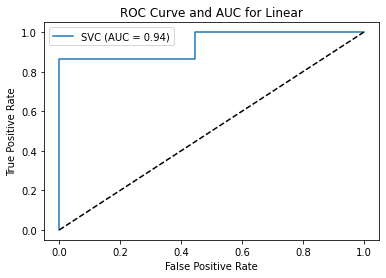 ROC Curve and AUC for Linear
SVC (AUC = 0.94)
True Positive Rate
1.0
0.8
0.6
0.4
0.2
0.0
0.0 0.2 0.4 0.6 0.8 1.0
False Positive Rate